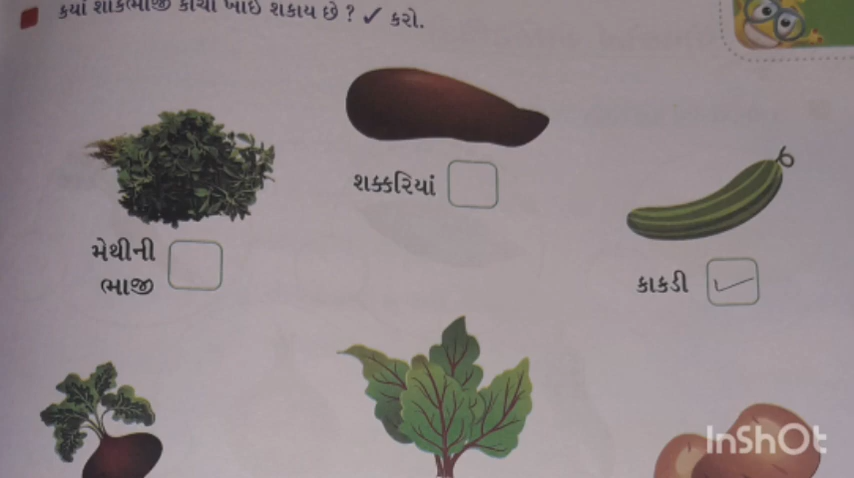 કયાં શાકભાજી કાચાં ખાઈ શકાય છે ? ✓ કરો.
શક્કરિયાં
મેથીની
ભાજી
કાકડી
InShOt